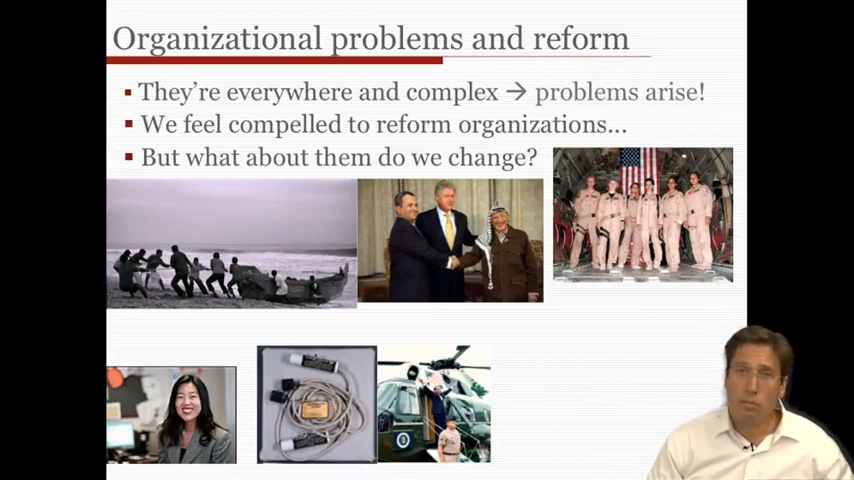 Organizational problems and reform
▪ They're everywhere and complex → problems arise!
▪ We feel compelled to reform organizations...
▪ But what about them do we change?